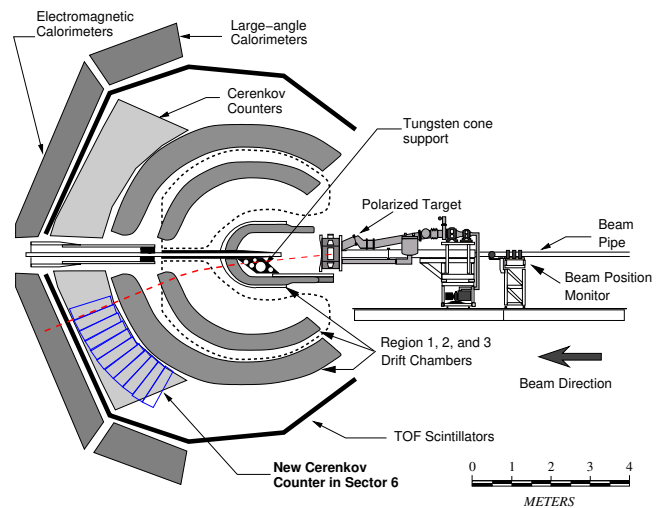 Electromagnetic
Calorimeters
Large−angle
Calorimeters
Cerenkov
Counters
Tungsten cone
support
Polarized Target
Beam
Pipe
Beam Position
Monitor
Region 1, 2, and 3
Drift Chambers
Beam Direction
TOF Scintillators
New Cerenkov
Counter in Sector 6
0 1 2 3 4
METERS